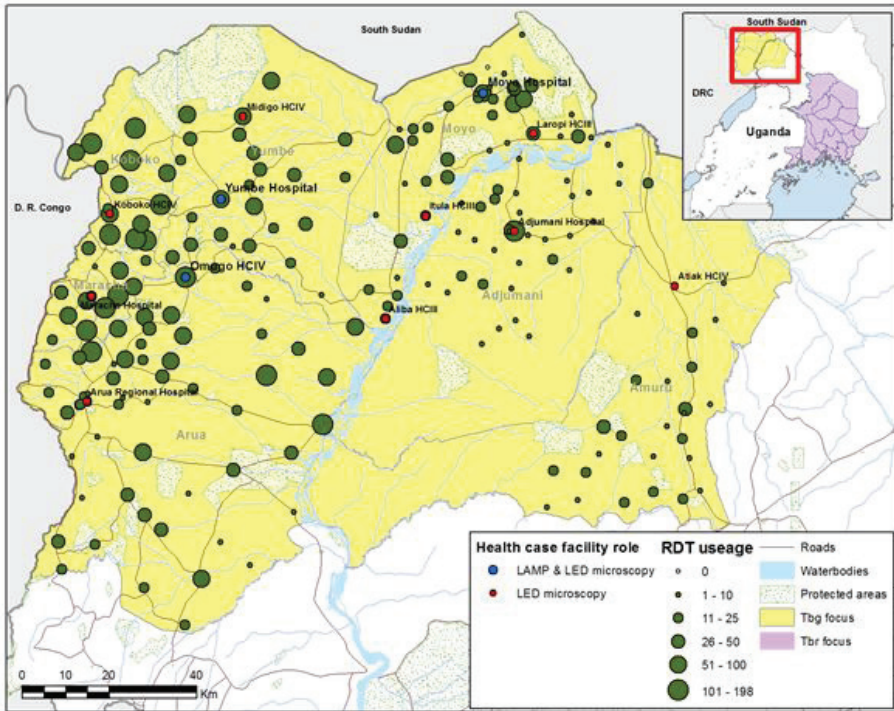 South Sudan
South Sudan
DRC
Uganda
Moyo Hospital
Midigo HCIV
Moyo
Laropi HCIII
Yumbe
Koboko
D. R. Congo
Yumbe Hospital
Koboko HCIV
Itula HCIII
Adjumani Hospital
Omogo HCIV
Atiak HCIV
Maracha
Adjumani
Maracha Hospital
Aliba HCIII
Amuru
Arua Regional Hospital
Arua
Health case facility role
LAMP & LED microscopy
LED microscopy
RDT useage
0
1 - 10
11 - 25
26 - 50
51 - 100
101 - 198
Roads
Waterbodies
Protected areas
Tbg focus
Tbr focus
0 10 20 40
Km